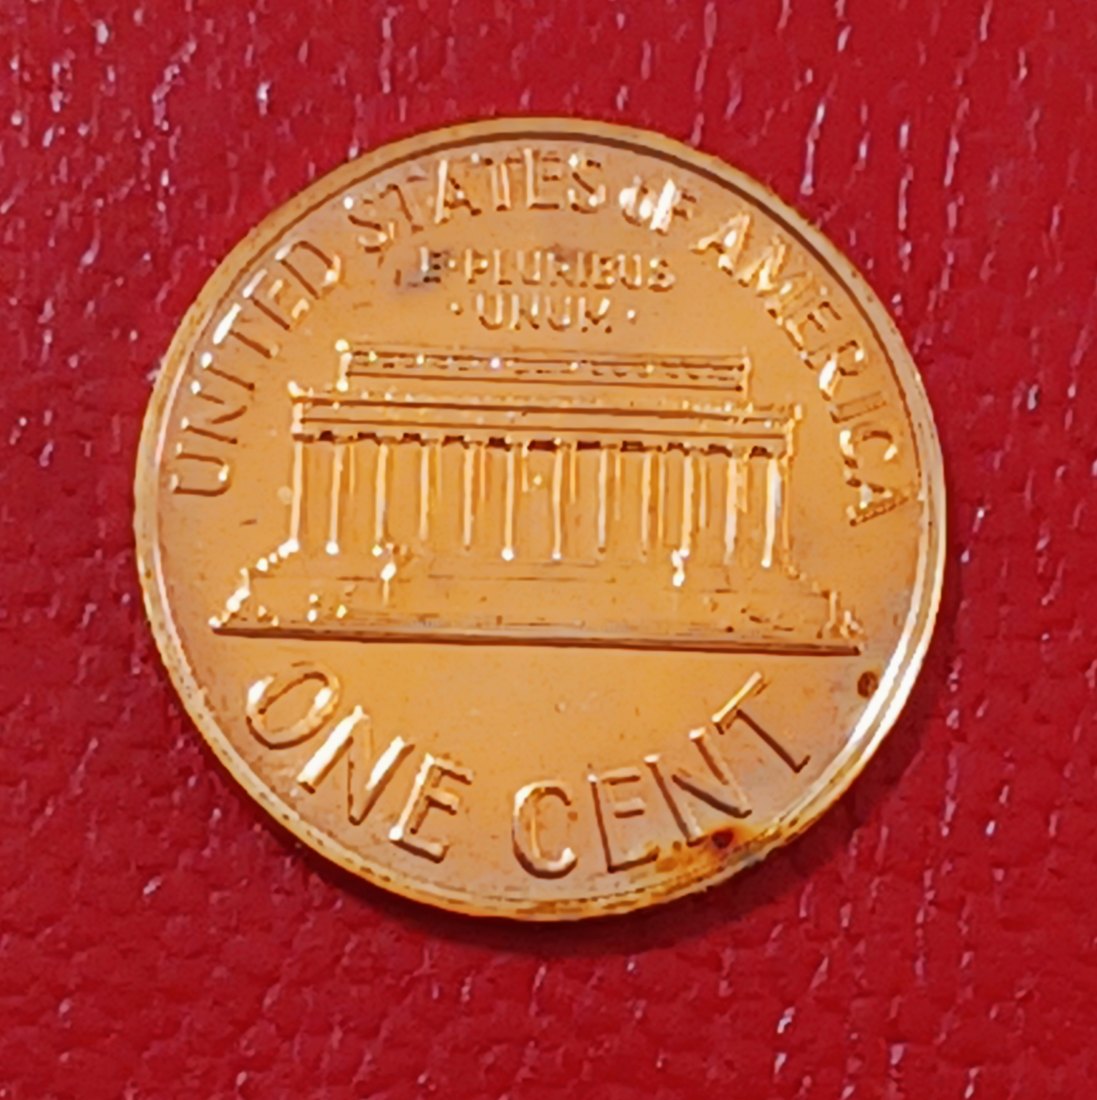 UNITED STATES OF AMERICA
E·PLURIBUS
·UNUM·
ONE CENT